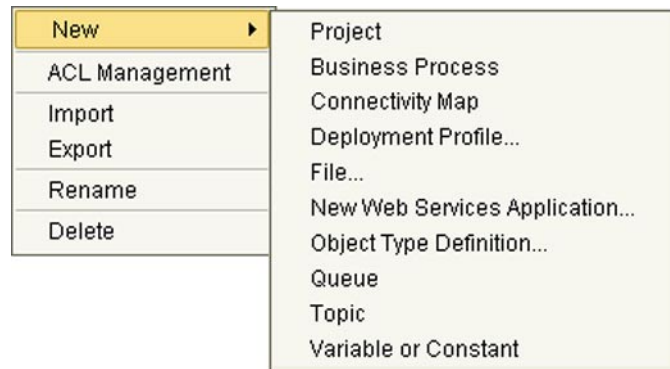 New
ACL Management
Import
Export
Rename
Delete
Project
Business Process
Connectivity Map
Deployment Profile...
File...
New Web Services Application...
Object Type Definition...
Queue
Topic
Variable or Constant